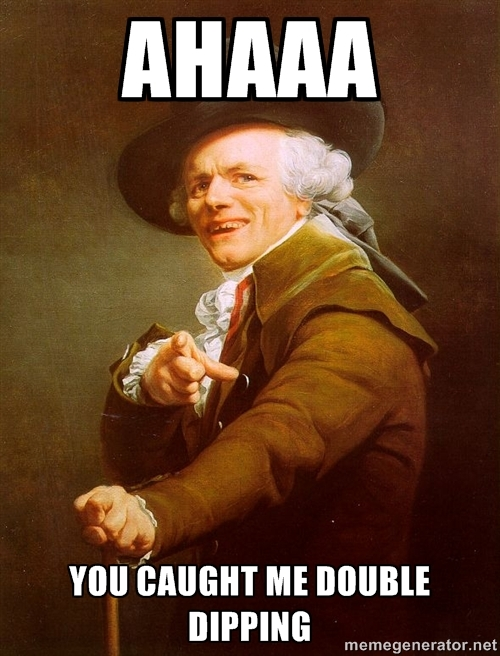 AHAAA
YOU CAUGHT ME DOUBLE
DIPPING
memegenerator.net